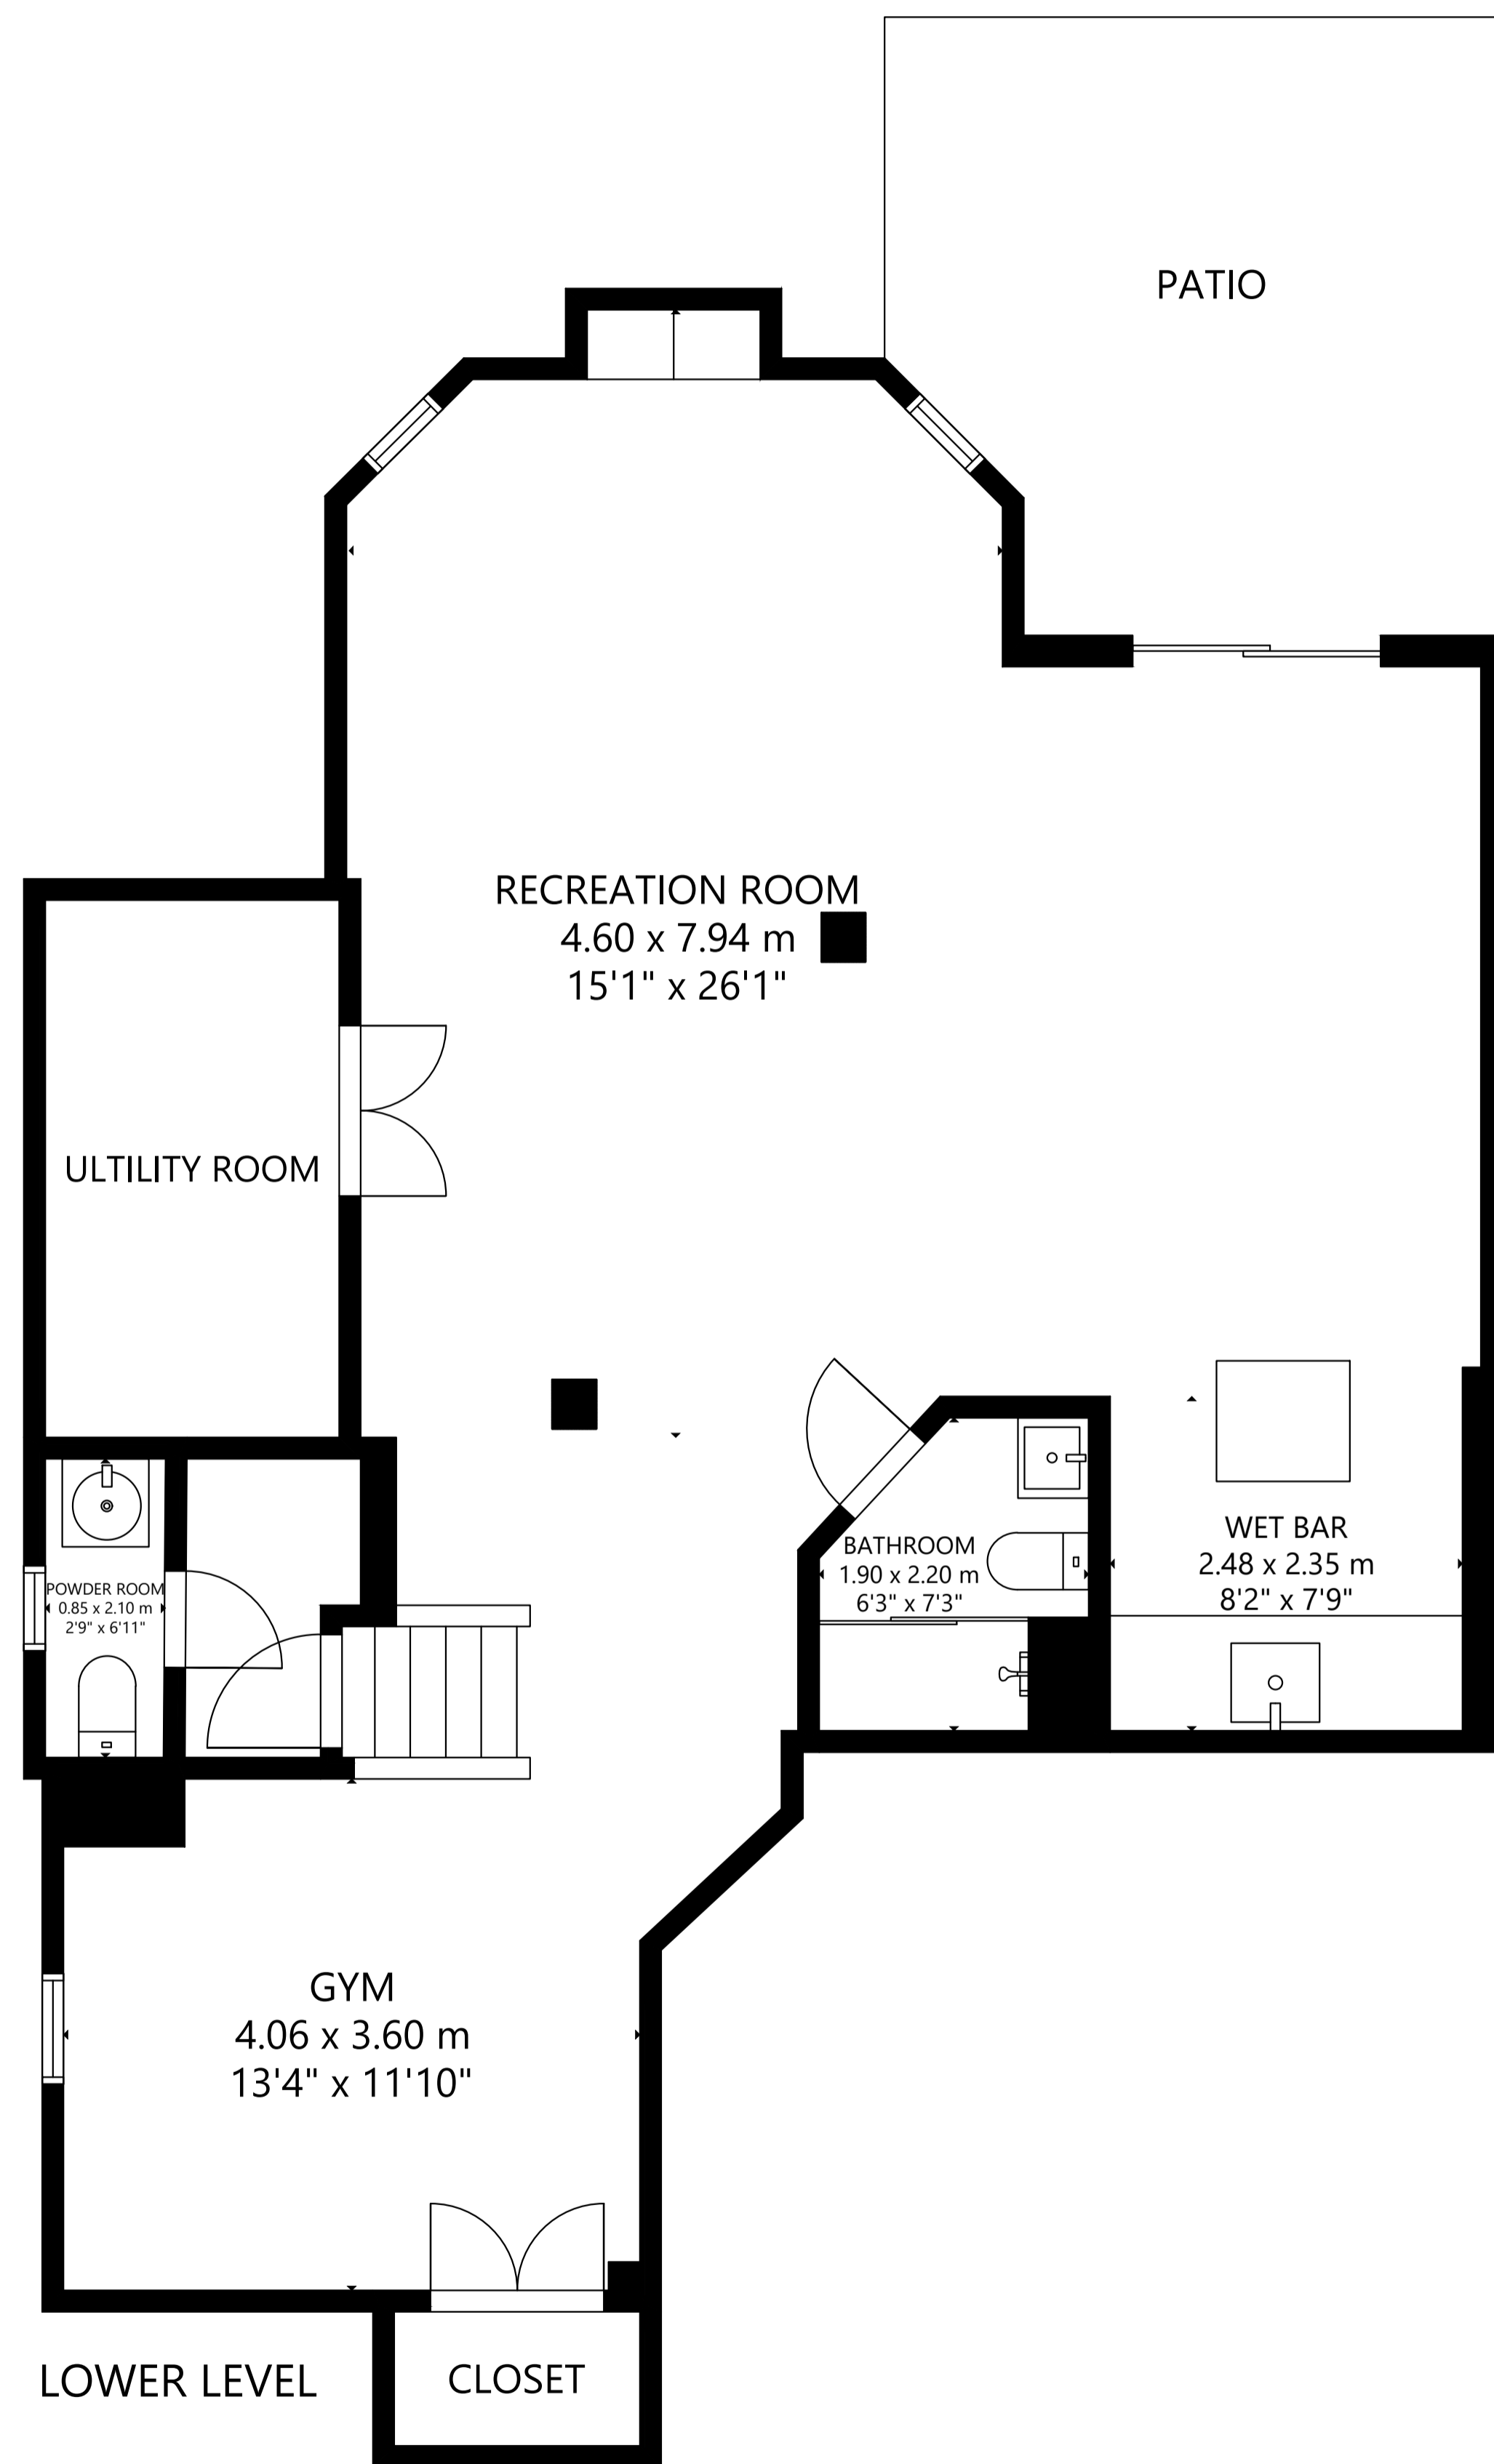 PATIO
RECREATION ROOM
4.60 x 7.94 m
15'1" x 26'1"
ULTILITY ROOM
POWDER ROOM
0.85 x 2.10 m
2'9" x 6'11"
BATHROOM
1.90 x 2.20 m
6'3" x 7'3"
WET BAR
2.48 x 2.35 m
8'2" x 7'9"
GYM
4.06 x 3.60 m
13'4" x 11'10"
LOWER LEVEL
CLOSET